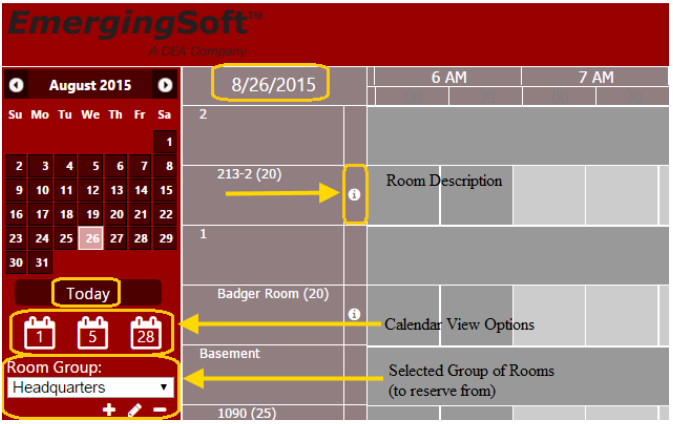 EmergingSoft™
A DEA Company
August 2015
Su Mo Tu We Th Fr Sa
1
2 3 4 5 6 7 8
9 10 11 12 13 14 15
16 17 18 19 20 21 22
23 24 25 26 27 28 29
30 31
Today
1 5 28
Room Group:
Headquarters
8/26/2015
6 AM 7 AM
2
213-2 (20)
Room Description
1
Badger Room (20)
Calendar View Options
Basement
Selected Group of Rooms
(to reserve from)
1090 (25)